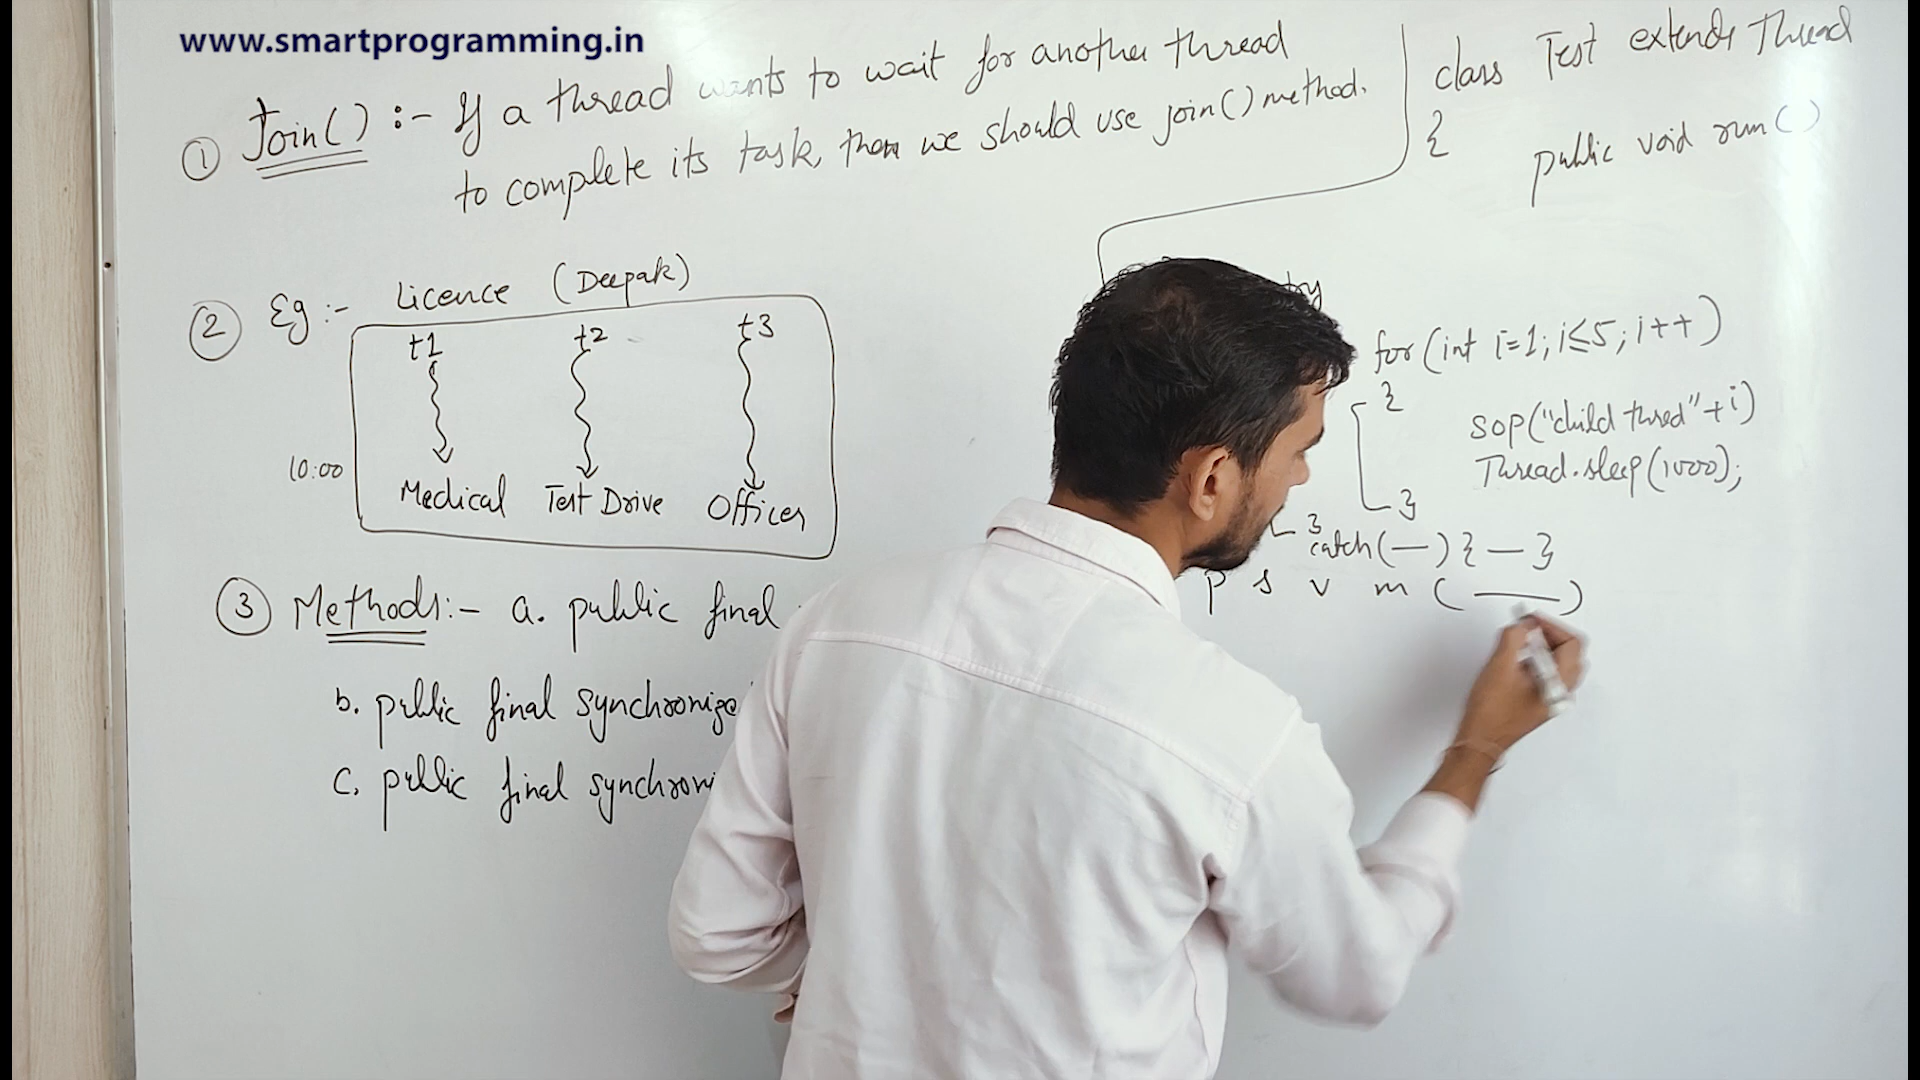 www.smartprogramming.in
① Join() :- If a thread wants to wait for another thread
to complete its task, then we should use join() method.
② Eg :- Licence (Deepak)
t1 t2 t3
10:00
Medical Test Drive Officer
③ Methods :- a. public final
b. public final synchronize
c. public final synchroni
class Test extends Thread
{
public void run()
try
for(int i=1; i≤5; i++)
{
sop("child thred"+i)
Thread.sleep(1000);
}
}
catch(—){—}
p s v m (—)